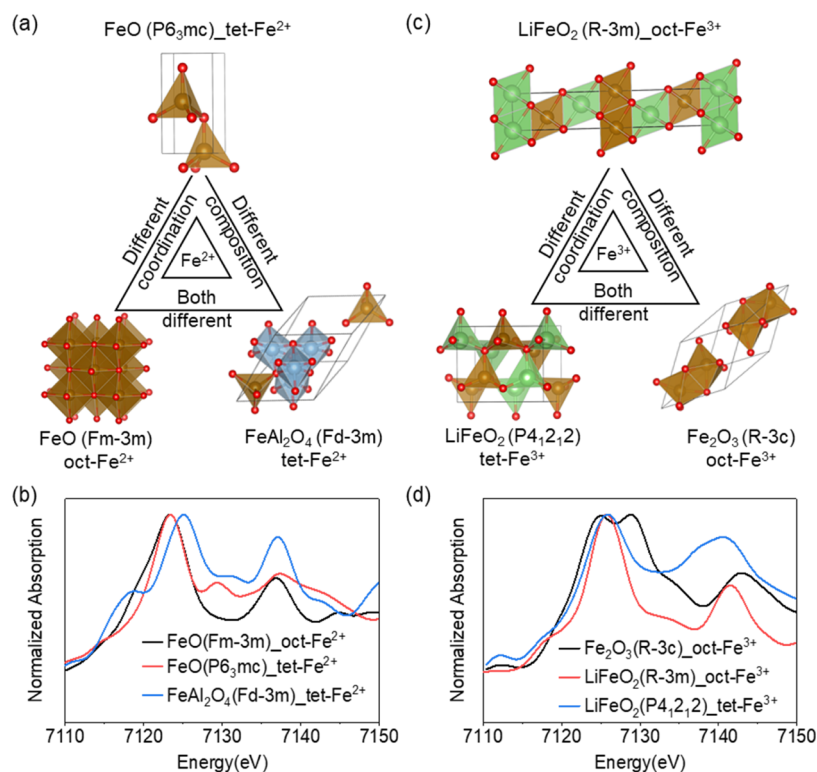 (a)
FeO (P6₃mc)_tet-Fe²⁺
Different
coordination
Different
composition
Fe²⁺
Both
different
FeO (Fm-3m)
oct-Fe²⁺
FeAl₂O₄(Fd-3m)
tet-Fe²⁺
(c)
LiFeO₂(R-3m)_oct-Fe³⁺
Different
coordination
Different
composition
Fe³⁺
Both
different
LiFeO₂(P4₁2₁2)
tet-Fe³⁺
Fe₂O₃(R-3c)
oct-Fe³⁺
(b)
Normalized Absorption
FeO(Fm-3m)_oct-Fe²⁺
FeO(P6₃mc)_tet-Fe²⁺
FeAl₂O₄(Fd-3m)_tet-Fe²⁺
7110 7120 7130 7140 7150
Energy(eV)
(d)
Normalized Absorption
Fe₂O₃(R-3c)_oct-Fe³⁺
LiFeO₂(R-3m)_oct-Fe³⁺
LiFeO₂(P4₁2₁2)_tet-Fe³⁺
7110 7120 7130 7140 7150
Energy(eV)